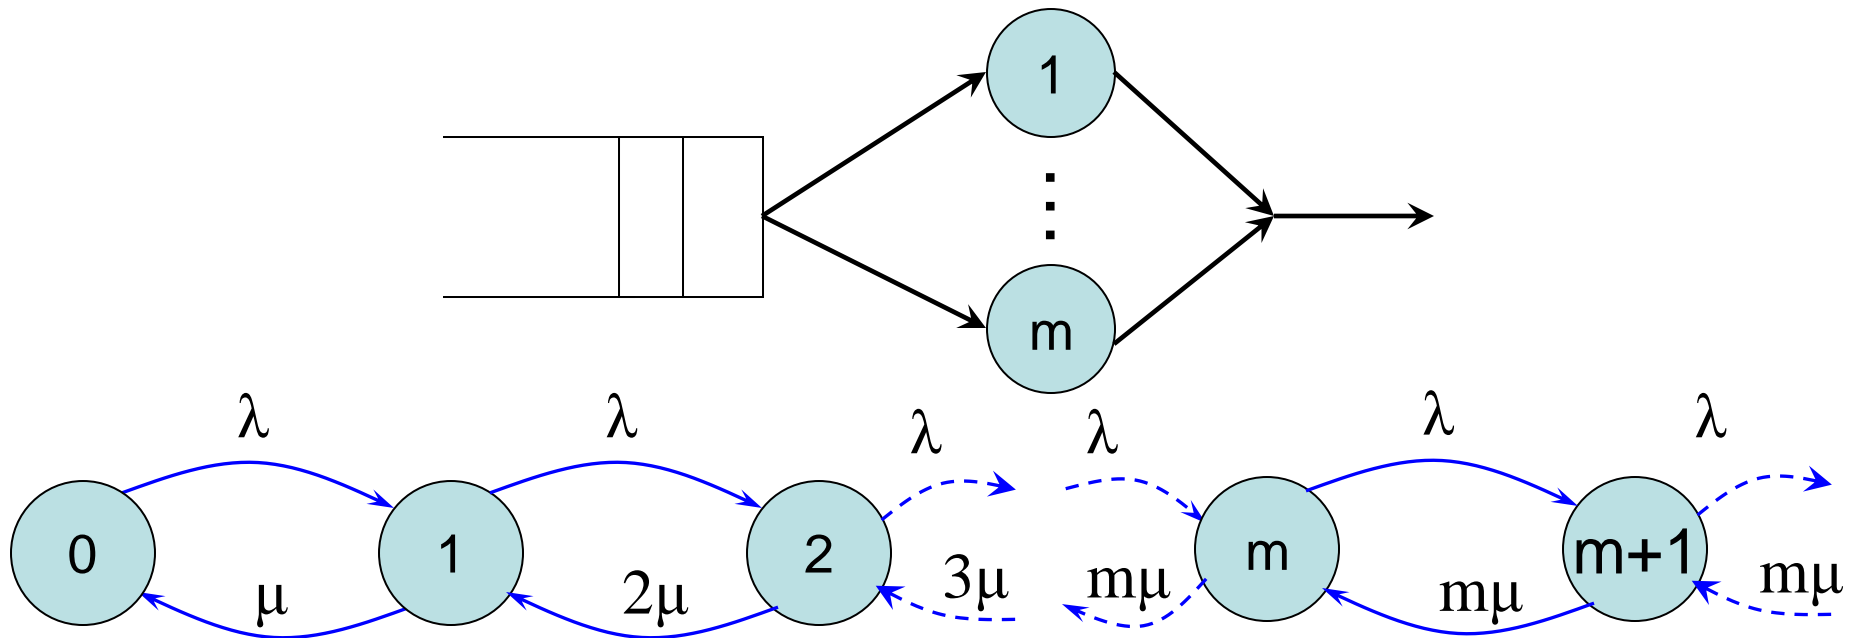 1
⋮
m
λ λ λ λ λ λ
0 1 2 m m+1
μ 2μ 3μ mμ mμ mμ